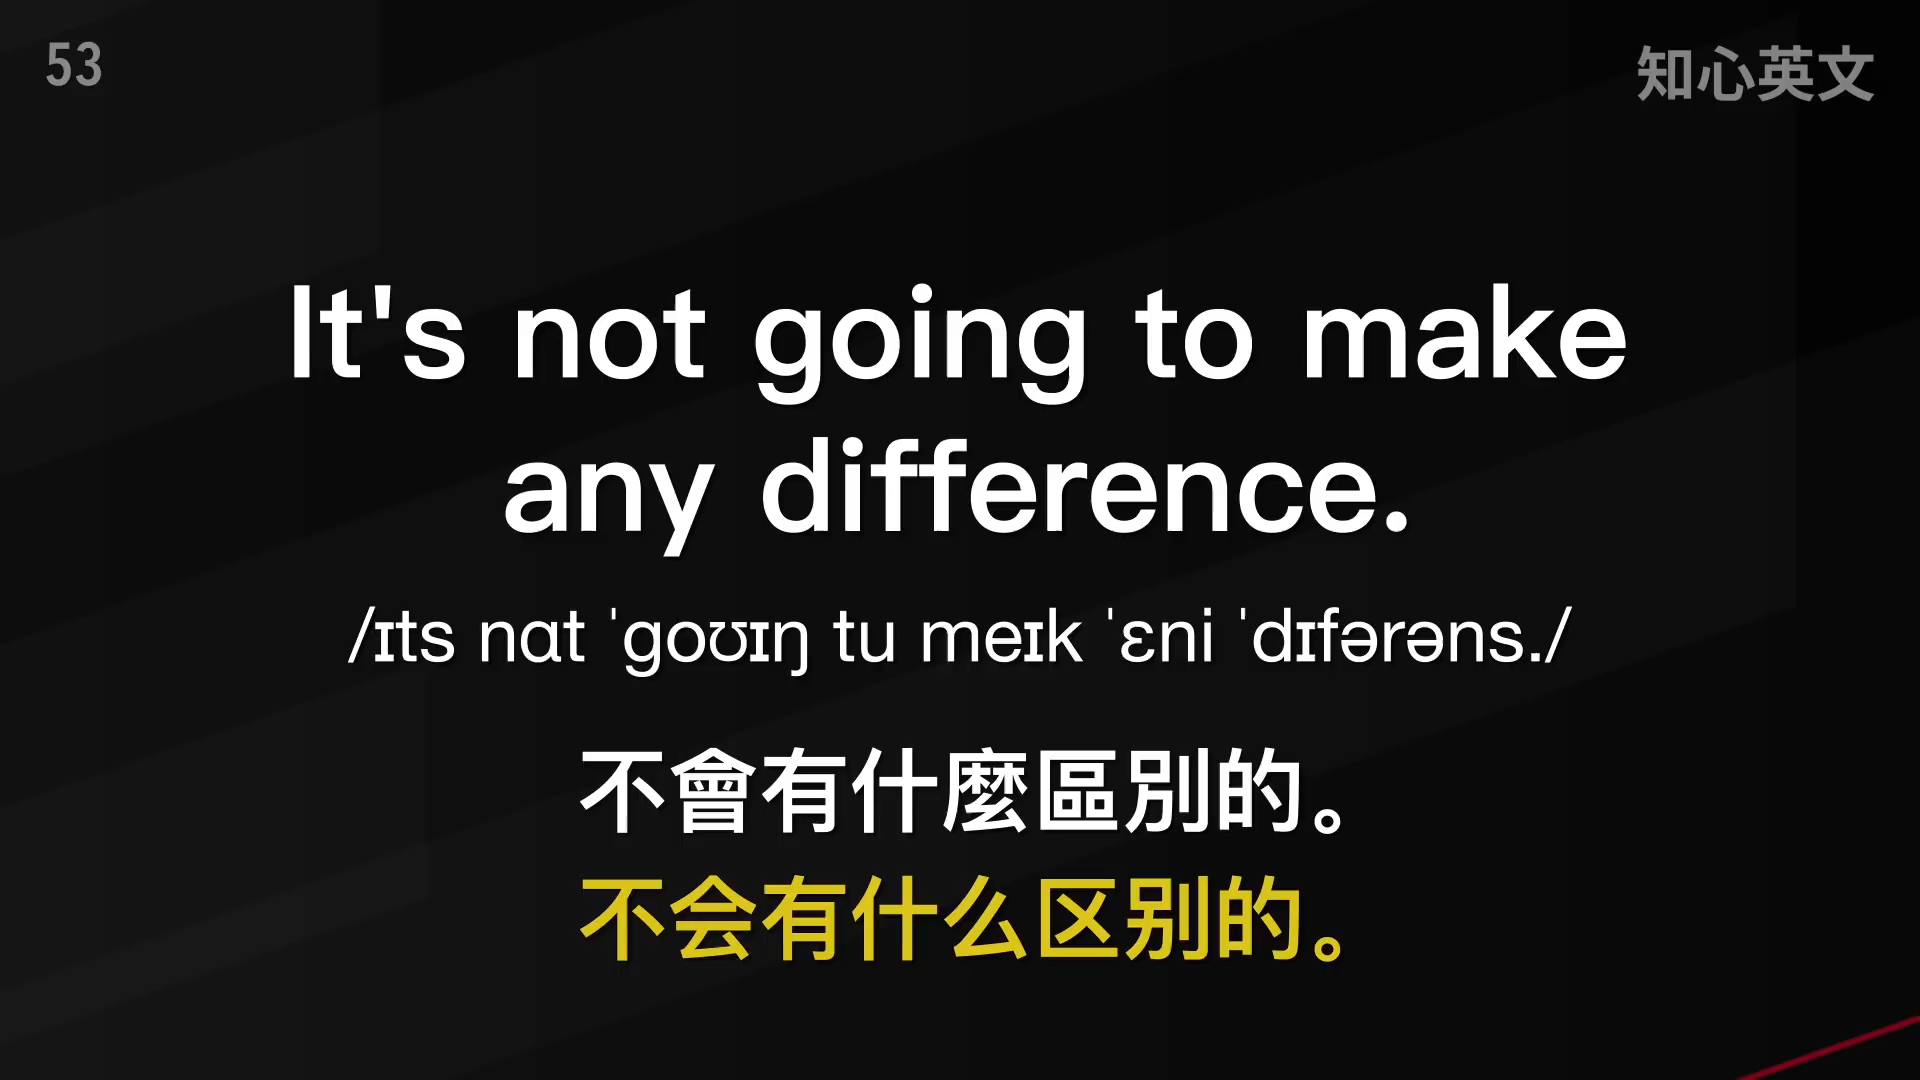 53
知心英文
It's not going to make
any difference.
/ɪts nɑt ˈɡoʊɪŋ tu meɪk ˈɛni ˈdɪfərəns./
不會有什麼區別的。
不会有什么区别的。